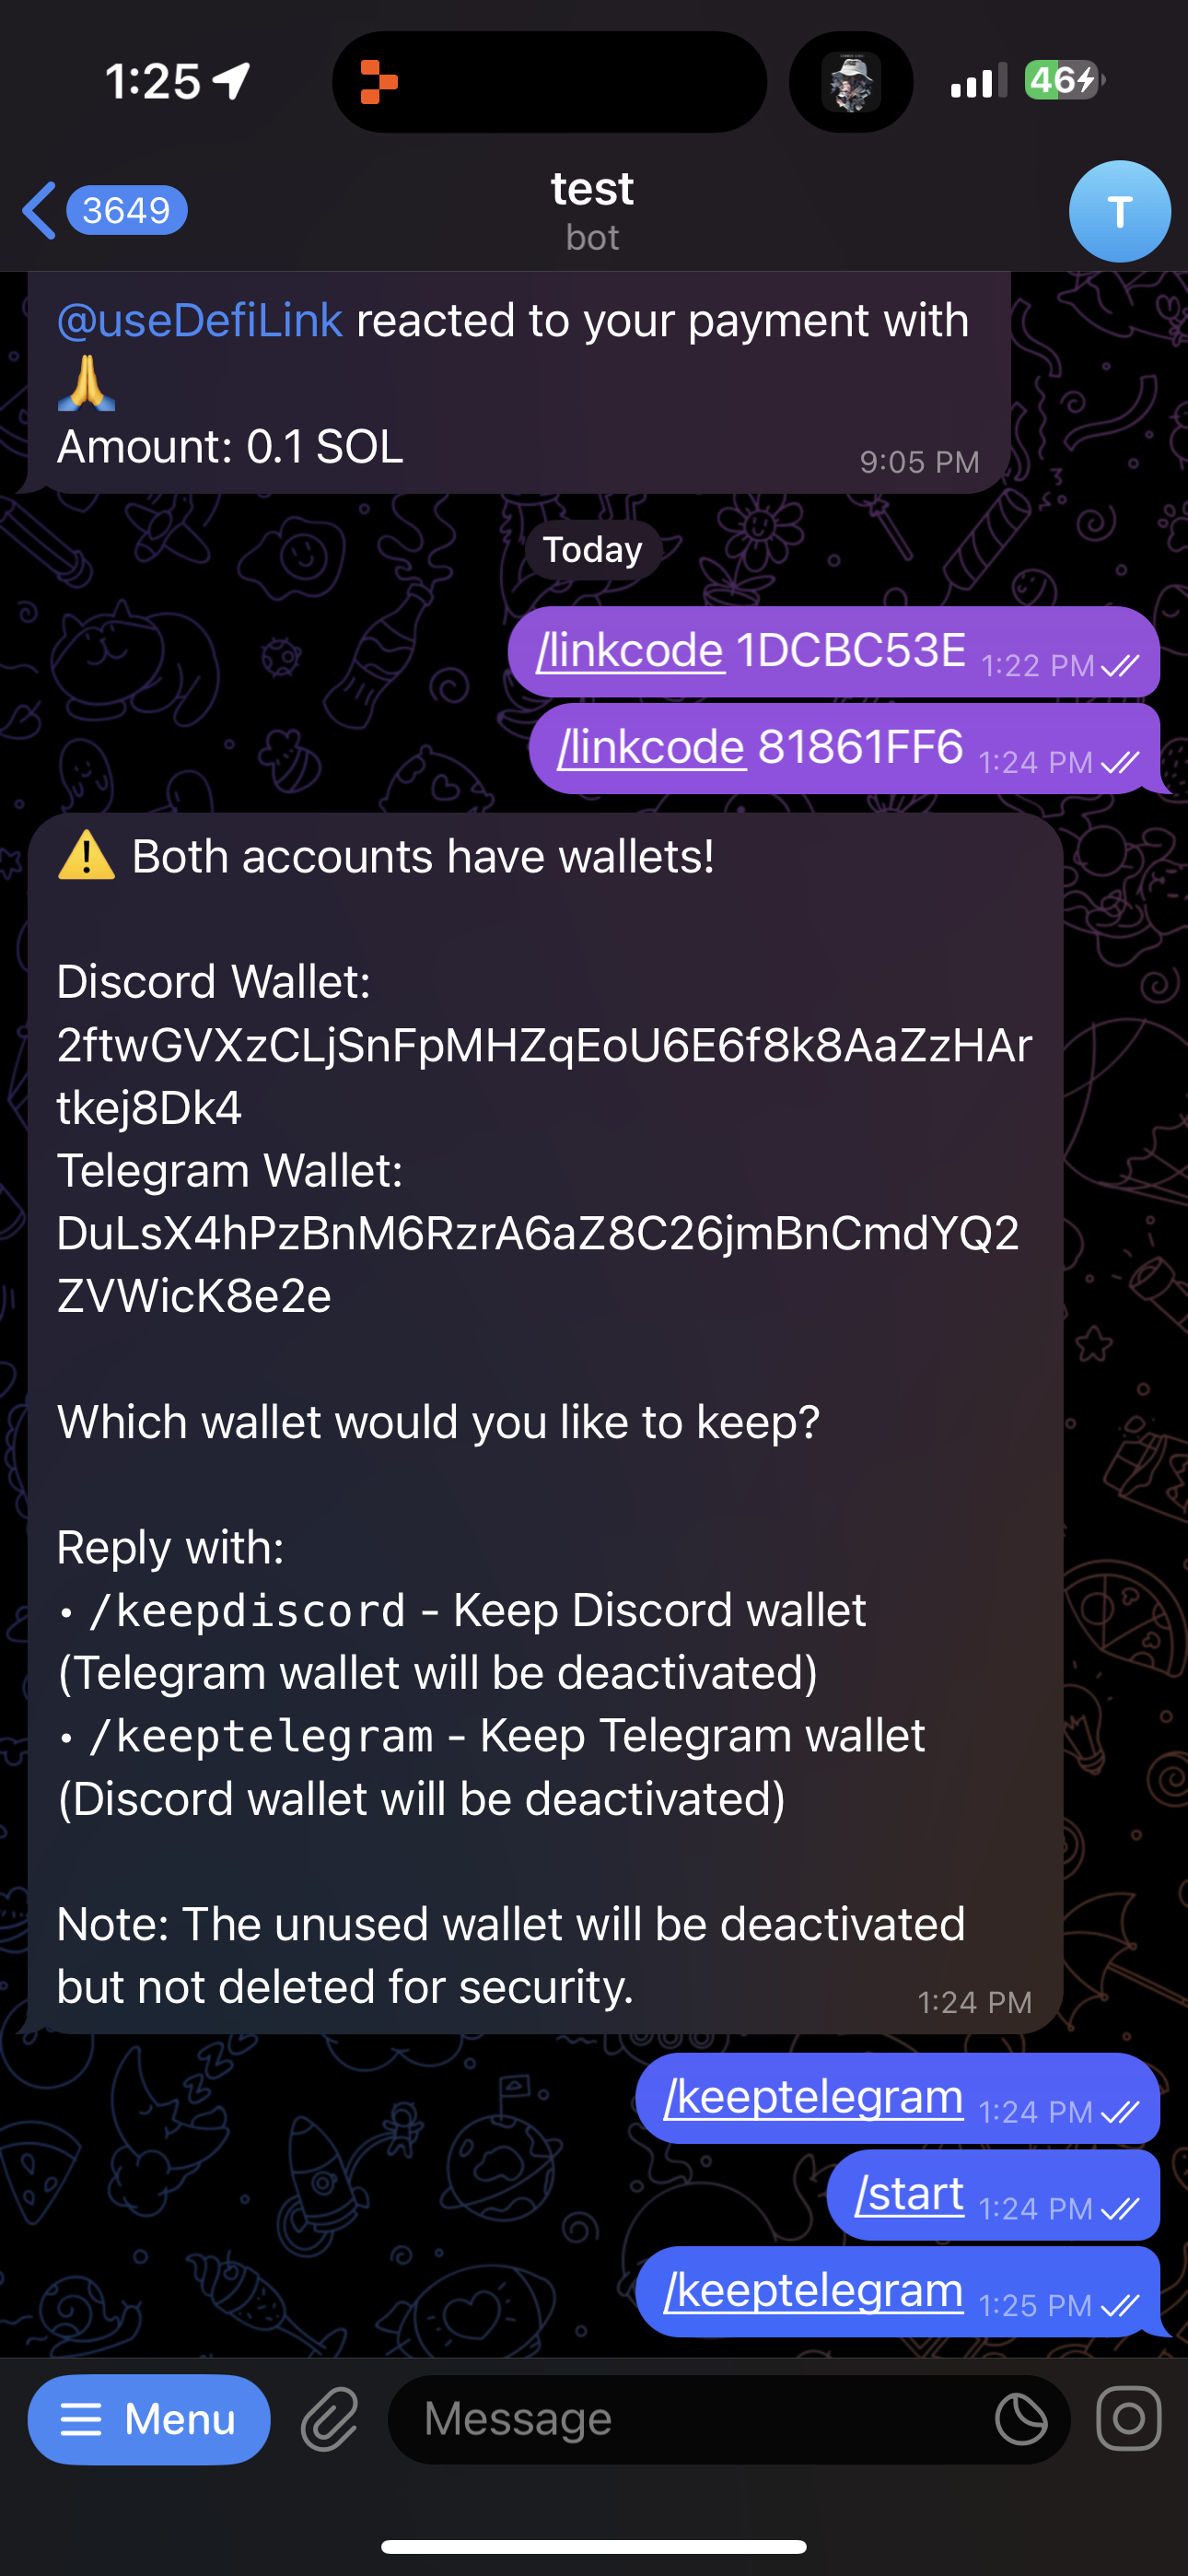 1:25
46
3649
test
bot
T
@useDefiLink reacted to your payment with
🙏
Amount: 0.1 SOL
9:05 PM
Today
/linkcode 1DCBC53E 1:22 PM
/linkcode 81861FF6 1:24 PM
⚠️ Both accounts have wallets!
Discord Wallet:
2ftwGVXzCLjSnFpMHZqEoU6E6f8k8AaZzHAr
tkej8Dk4
Telegram Wallet:
DuLsX4hPzBnM6RzrA6aZ8C26jmBnCmdYQ2
ZVWicK8e2e
Which wallet would you like to keep?
Reply with:
• /keepdiscord - Keep Discord wallet
(Telegram wallet will be deactivated)
• /keeptelegram - Keep Telegram wallet
(Discord wallet will be deactivated)
Note: The unused wallet will be deactivated
but not deleted for security.
1:24 PM
/keeptelegram 1:24 PM
/start 1:24 PM
/keeptelegram 1:25 PM
Menu
Message